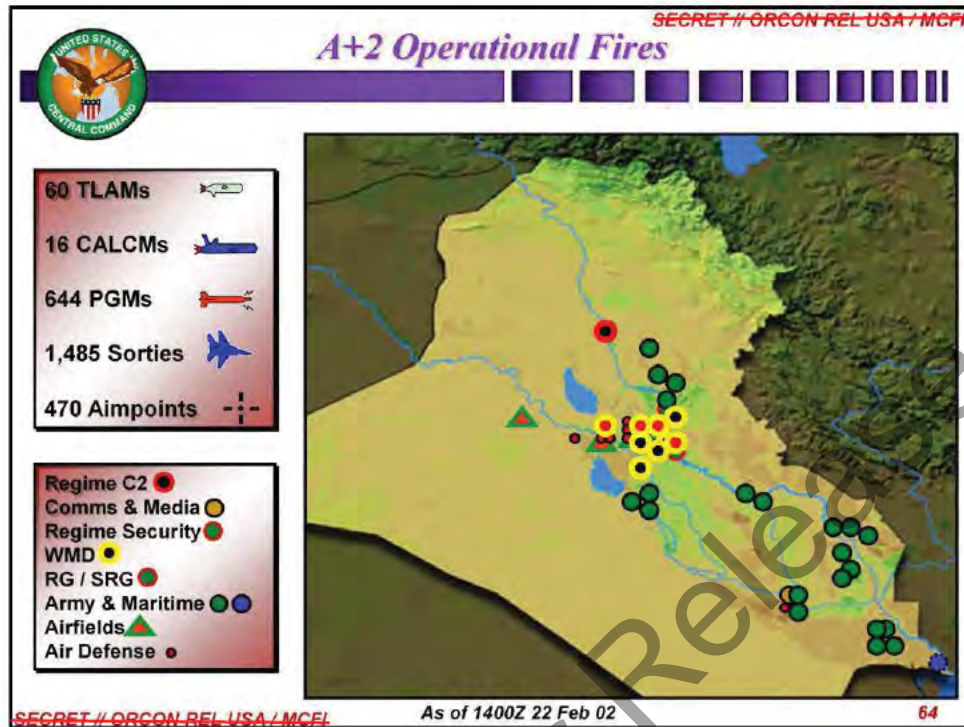 SECRET // ORCON REL USA / MCFI
A+2 Operational Fires
UNITED STATES
CENTRAL COMMAND
60 TLAMs
16 CALCMs
644 PGMs
1,485 Sorties
470 Aimpoints
Regime C2
Comms & Media
Regime Security
WMD
RG / SRG
Army & Maritime
Airfields
Air Defense
Release
SECRET // ORCON REL USA / MCFI
As of 1400Z 22 Feb 02
64